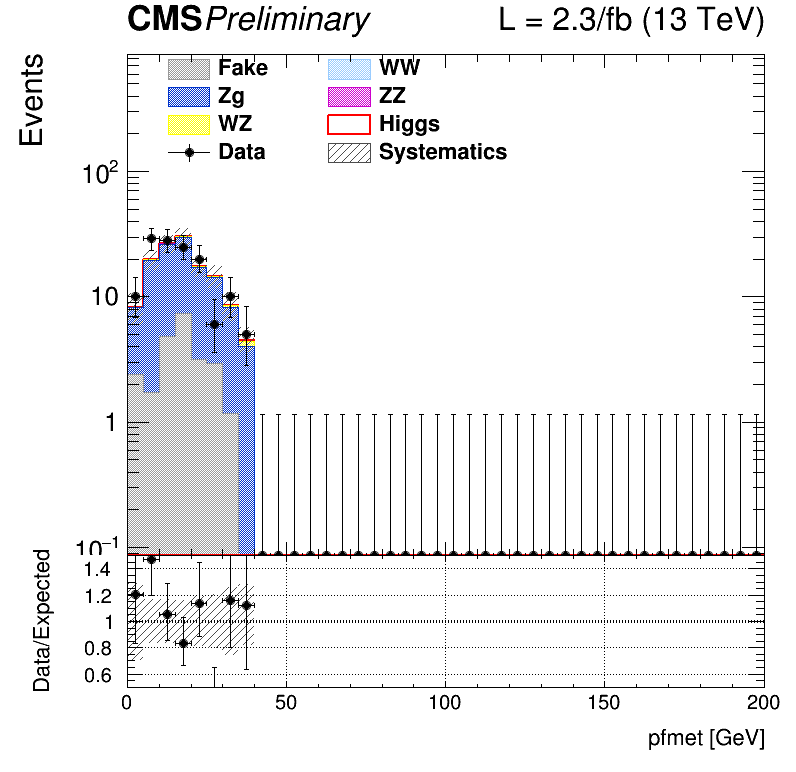 CMS Preliminary L = 2.3/fb (13 TeV)
Events
Fake WW
Zg ZZ
WZ Higgs
Data Systematics
10²
10
1
10⁻¹
Data/Expected
1.4
1.2
1
0.8
0.6
0 50 100 150 200
pfmet [GeV]